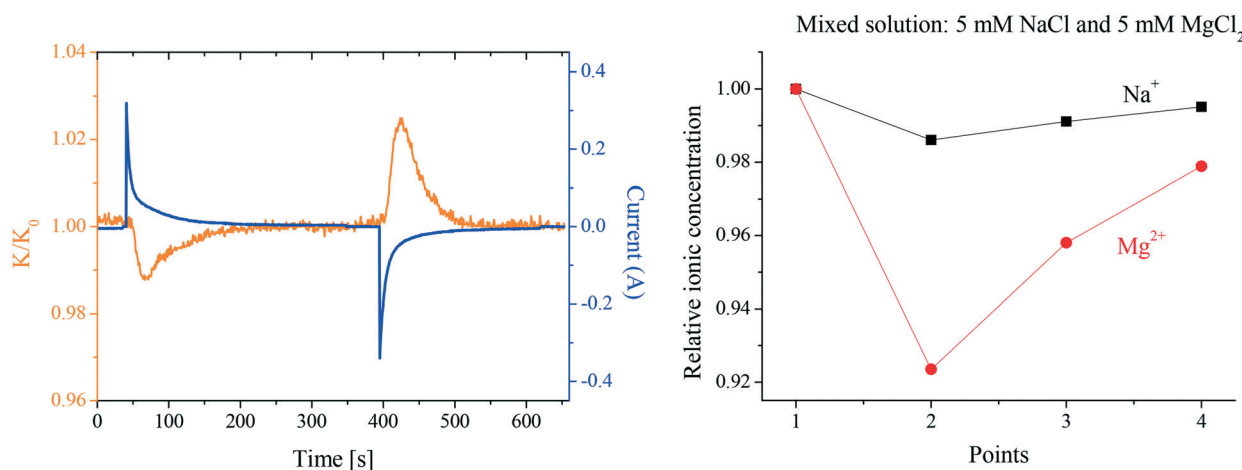 1.04
1.02
1.00
0.98
0.96
K/K0
0 100 200 300 400 500 600
Time [s]
0.4
0.2
0.0
-0.2
-0.4
Current (A)
Mixed solution: 5 mM NaCl and 5 mM MgCl2
1.00
0.98
0.96
0.94
0.92
Relative ionic concentration
Na+
Mg2+
1 2 3 4
Points